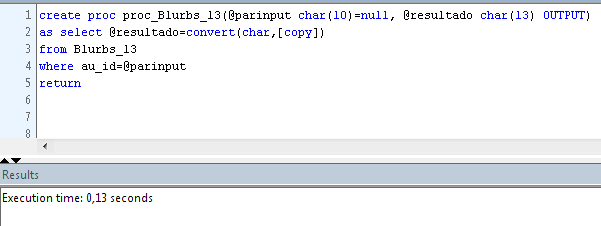 1 create proc proc_Blurbs_13(@parinput char(10)=null, @resultado char(13) OUTPUT)
2 as select @resultado=convert(char,[copy])
3 from Blurbs_13
4 where au_id=@parinput
5 return
6
7
8
Results
Execution time: 0,13 seconds